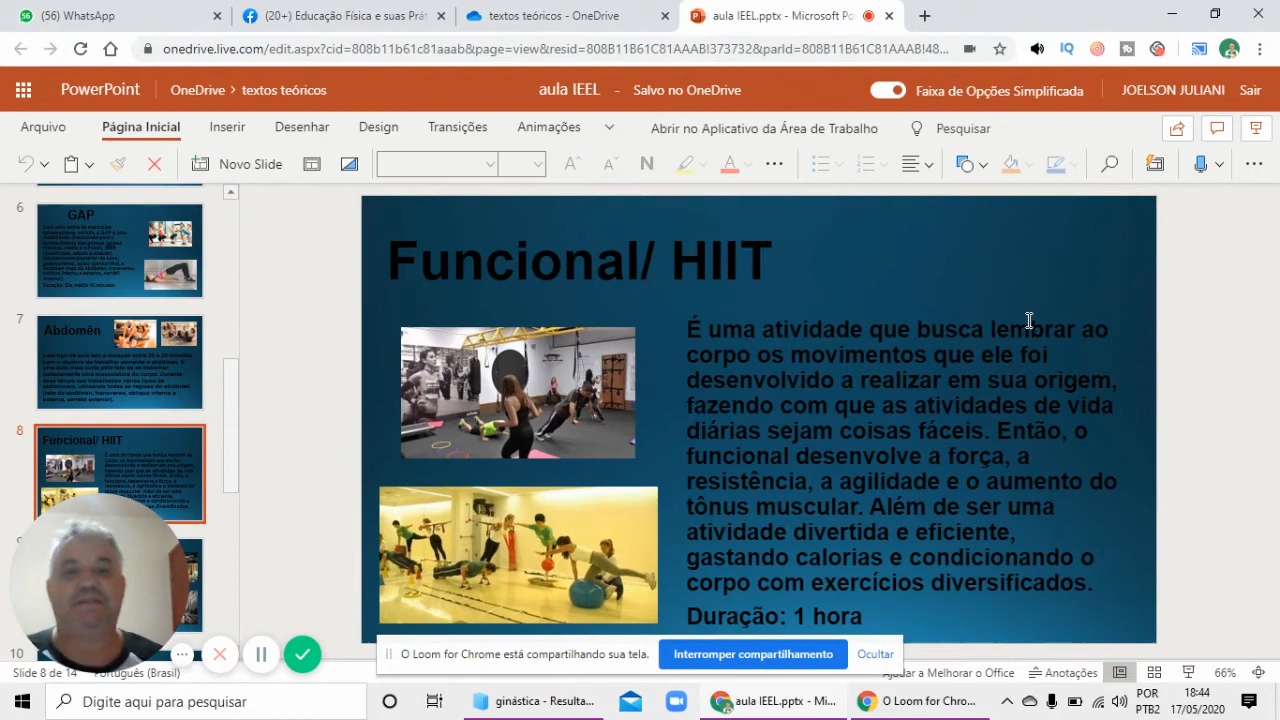 (56) WhatsApp
(20+) Educação Física e suas Prát
textos teóricos - OneDrive
aula IEEL.pptx - Microsoft Po
onedrive.live.com/edit.aspx?cid=808b11b61c81aaab&page=view&resid=808B11B61C81AAAB!373732&parId=808B11B61C81AAAB!48...
PowerPoint
OneDrive > textos teóricos
aula IEEL - Salvo no OneDrive
Faixa de Opções Simplificada
JOELSON JULIANI
Sair
Arquivo
Página Inicial
Inserir
Desenhar
Design
Transições
Animações
Abrir no Aplicativo da Área de Trabalho
Pesquisar
Novo Slide
N
A
6
GAP
7
Abdomên
8
Funcional/ HIIT
10
Funcional/ HIIT
É uma atividade que busca lembrar ao
corpo os movimentos que ele foi
desenvolvido a realizar em sua origem,
fazendo com que as atividades de vida
diárias sejam coisas fáceis. Então, o
funcional desenvolve a força, a
resistência, a agilidade e o aumento do
tônus muscular. Além de ser uma
atividade divertida e eficiente,
gastando calorias e condicionando o
corpo com exercícios diversificados.
Duração: 1 hora
O Loom for Chrome está compartilhando sua tela.
Interromper compartilhamento
Ocultar
Slide 8 de 14
Português (Brasil)
Ajudar a Melhorar o Office
Anotações
66%
Digite aqui para pesquisar
ginástica - Resulta...
aula IEEL.pptx - Mi...
O Loom for Chro...
POR
PTB2
18:44
17/05/2020